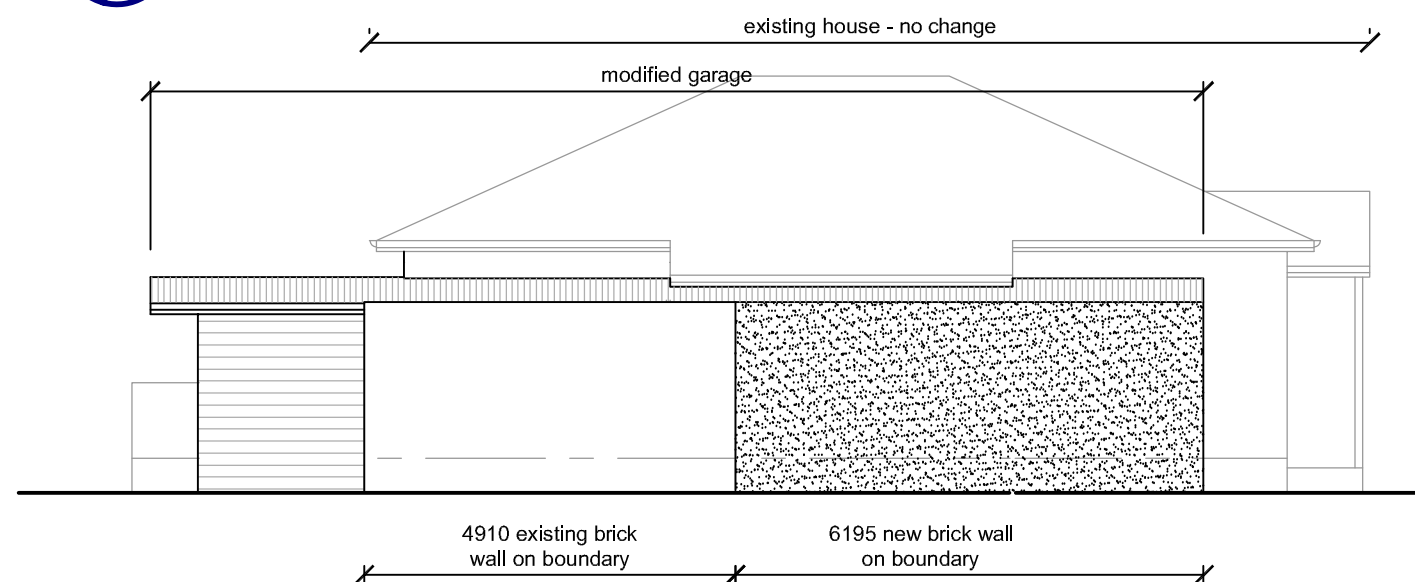 existing house - no change
modified garage
4910 existing brick
wall on boundary
6195 new brick wall
on boundary